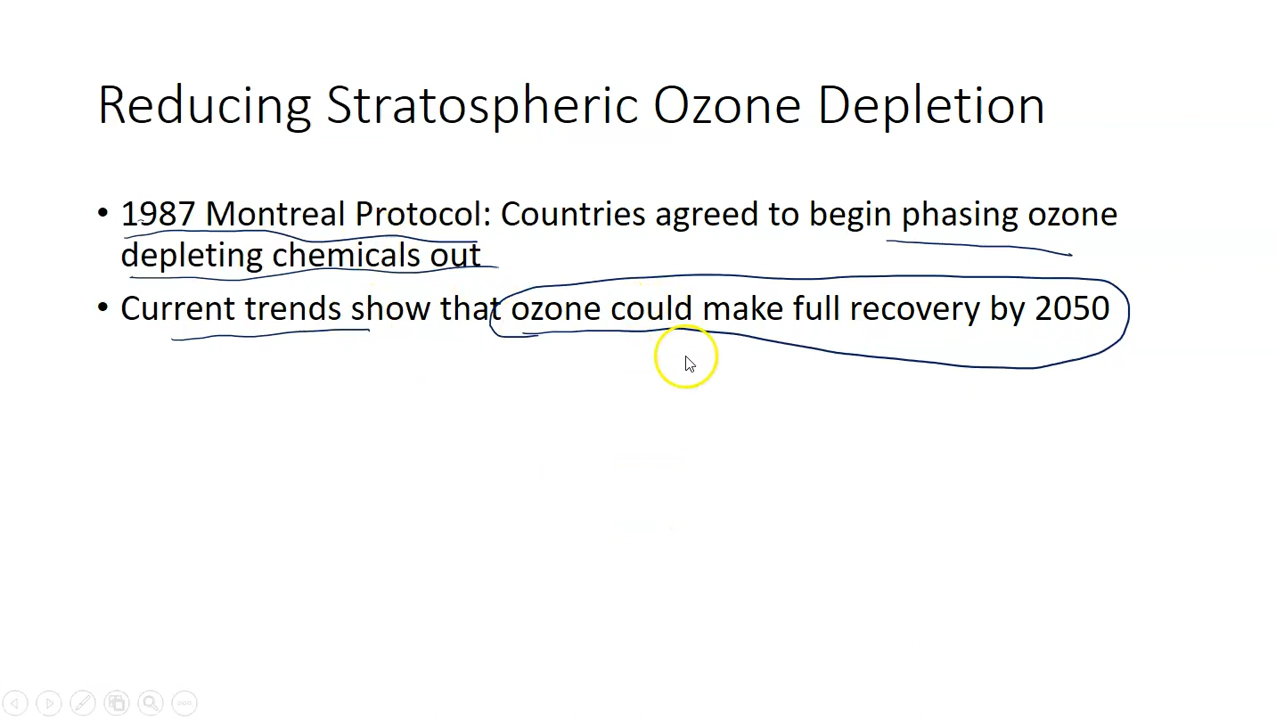 Reducing Stratospheric Ozone Depletion
• 1987 Montreal Protocol: Countries agreed to begin phasing ozone
depleting chemicals out
• Current trends show that ozone could make full recovery by 2050